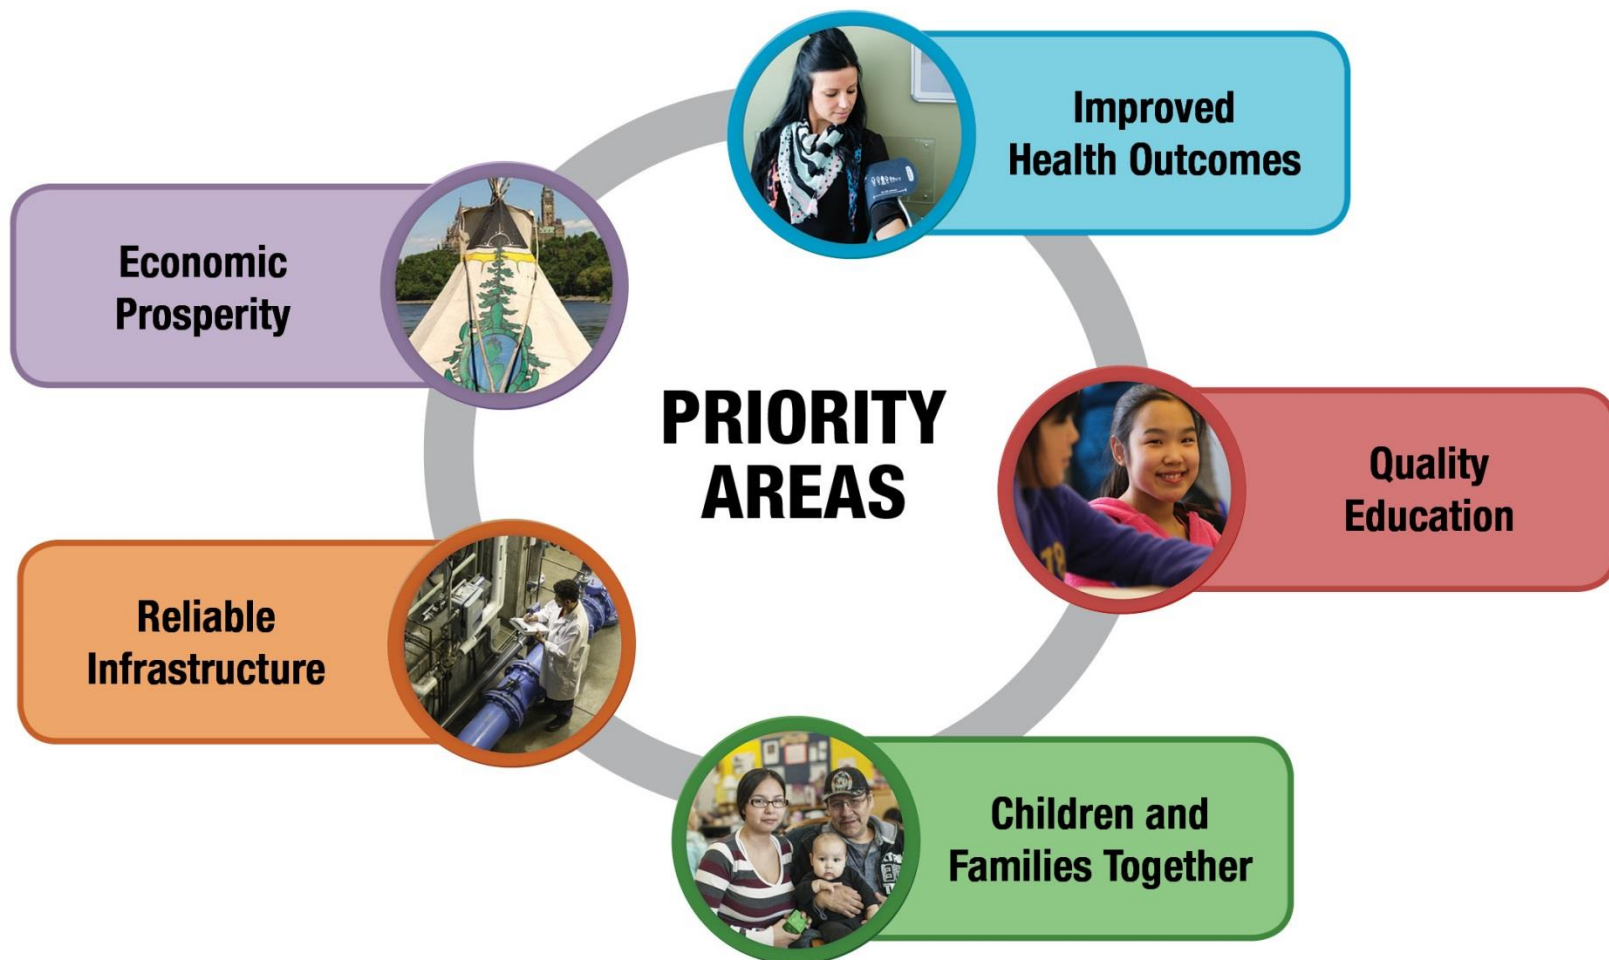 Improved
Health Outcomes
Economic
Prosperity
PRIORITY
AREAS
Quality
Education
Reliable
Infrastructure
Children and
Families Together